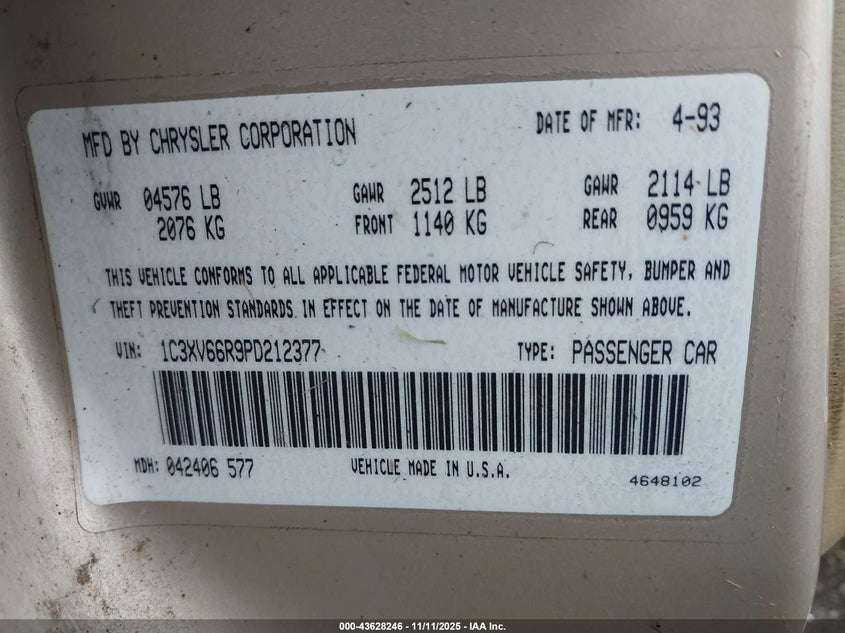 MFD BY CHRYSLER CORPORATION DATE OF MFR: 4-93
GVWR 04576 LB GAWR 2512 LB GAWR 2114 LB
2076 KG FRONT 1140 KG REAR 0959 KG
THIS VEHICLE CONFORMS TO ALL APPLICABLE FEDERAL MOTOR VEHICLE SAFETY, BUMPER AND
THEFT PREVENTION STANDARDS IN EFFECT ON THE DATE OF MANUFACTURE SHOWN ABOVE.
VIN: 1C3XV66R9PD212377 TYPE: PASSENGER CAR
MDH: 042406 577 VEHICLE MADE IN U.S.A. 4648102
000-43628246 - 11/11/2025 - IAA Inc.